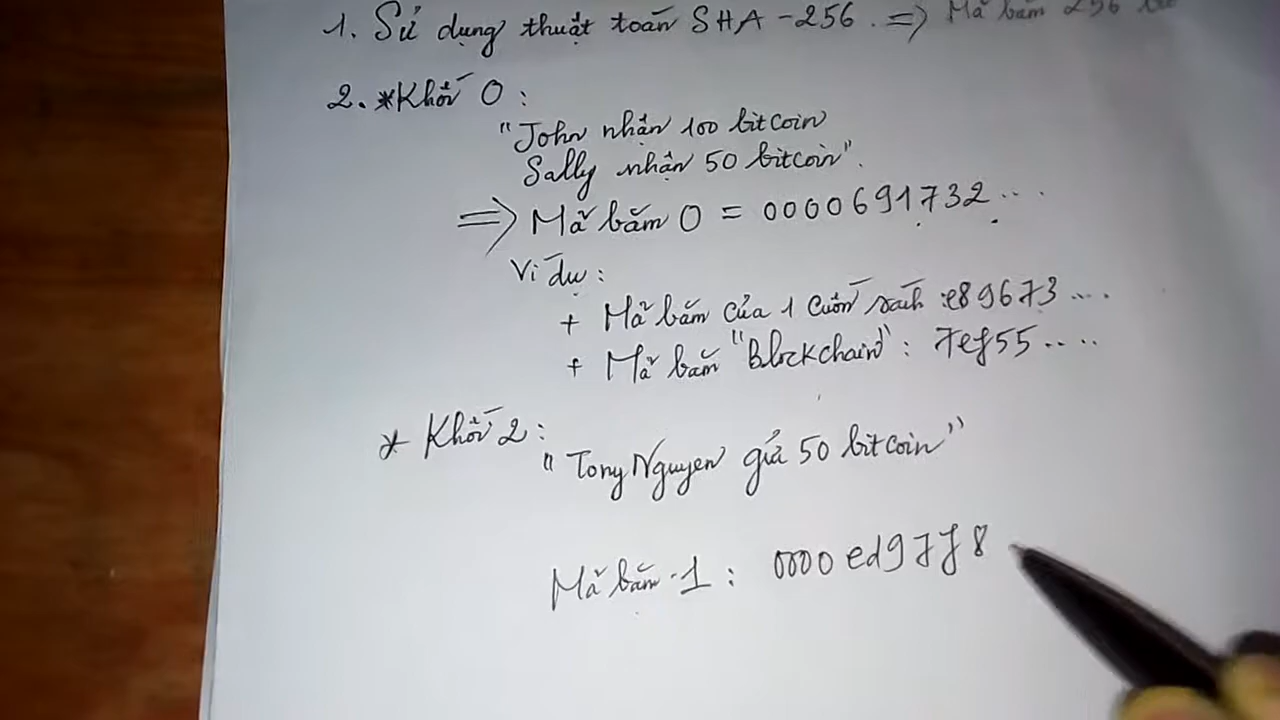 1. Sử dụng thuật toán SHA-256. => Mã băm 256
2. *Khối 0:
"John nhận 100 bitcoin
Sally nhận 50 bitcoin".
=> Mã băm 0 = 0000691732...
Ví dụ:
+ Mã băm của 1 cuốn sách: e89673....
+ Mã băm "Blockchain": 7ef55....
* Khối 2:
"Tony Nguyen gửi 50 bitcoin"
Mã băm 1: 0000ed97f8